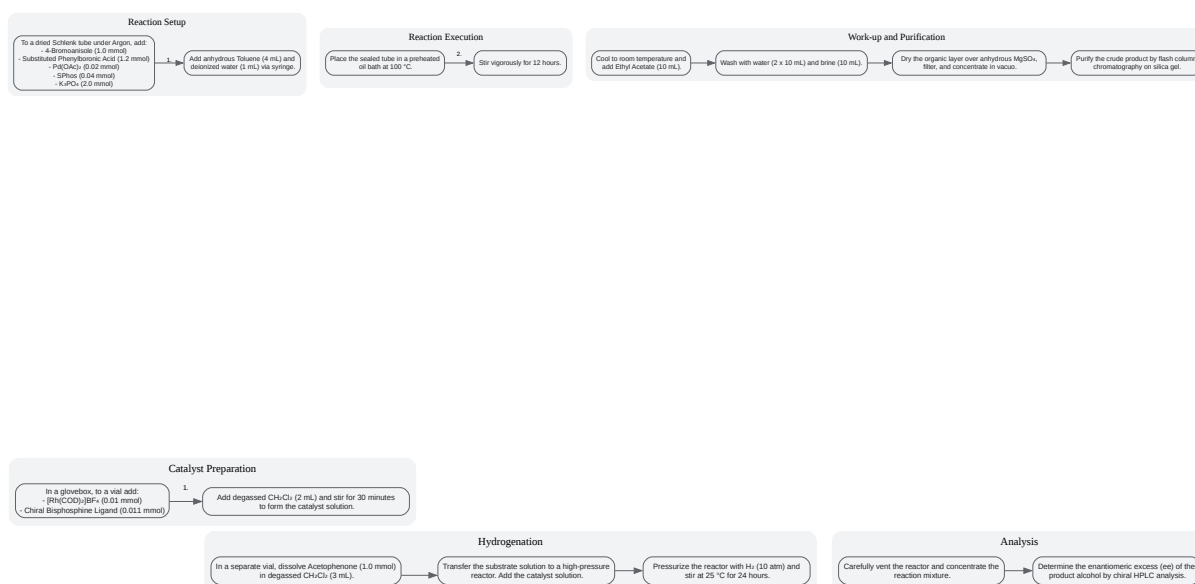 Reaction Setup
To a dried Schlenk tube under Argon, add:
- 4-Bromoanisole (1.0 mmol)
- Substituted Phenylboronic Acid (1.2 mmol)
- Pd(OAc)₂ (0.02 mmol)
- SPhos (0.04 mmol)
- K₃PO₄ (2.0 mmol)
1.
Add anhydrous Toluene (4 mL) and
deionized water (1 mL) via syringe.
Reaction Execution
Place the sealed tube in a preheated
oil bath at 100 °C.
2.
Stir vigorously for 12 hours.
Work-up and Purification
Cool to room temperature and
add Ethyl Acetate (10 mL).
Wash with water (2 x 10 mL) and brine (10 mL).
Dry the organic layer over anhydrous MgSO₄,
filter, and concentrate in vacuo.
Purify the crude product by flash column
chromatography on silica gel.
Catalyst Preparation
In a glovebox, to a vial add:
- [Rh(COD)₂]BF₄ (0.01 mmol)
- Chiral Bisphosphine Ligand (0.011 mmol)
1.
Add degassed CH₂Cl₂ (2 mL) and stir for 30 minutes
to form the catalyst solution.
Hydrogenation
In a separate vial, dissolve Acetophenone (1.0 mmol)
in degassed CH₂Cl₂ (3 mL).
Transfer the substrate solution to a high-pressure
reactor. Add the catalyst solution.
Pressurize the reactor with H₂ (10 atm) and
stir at 25 °C for 24 hours.
Analysis
Carefully vent the reactor and concentrate the
reaction mixture.
Determine the enantiomeric excess (ee) of the
product alcohol by chiral HPLC analysis.